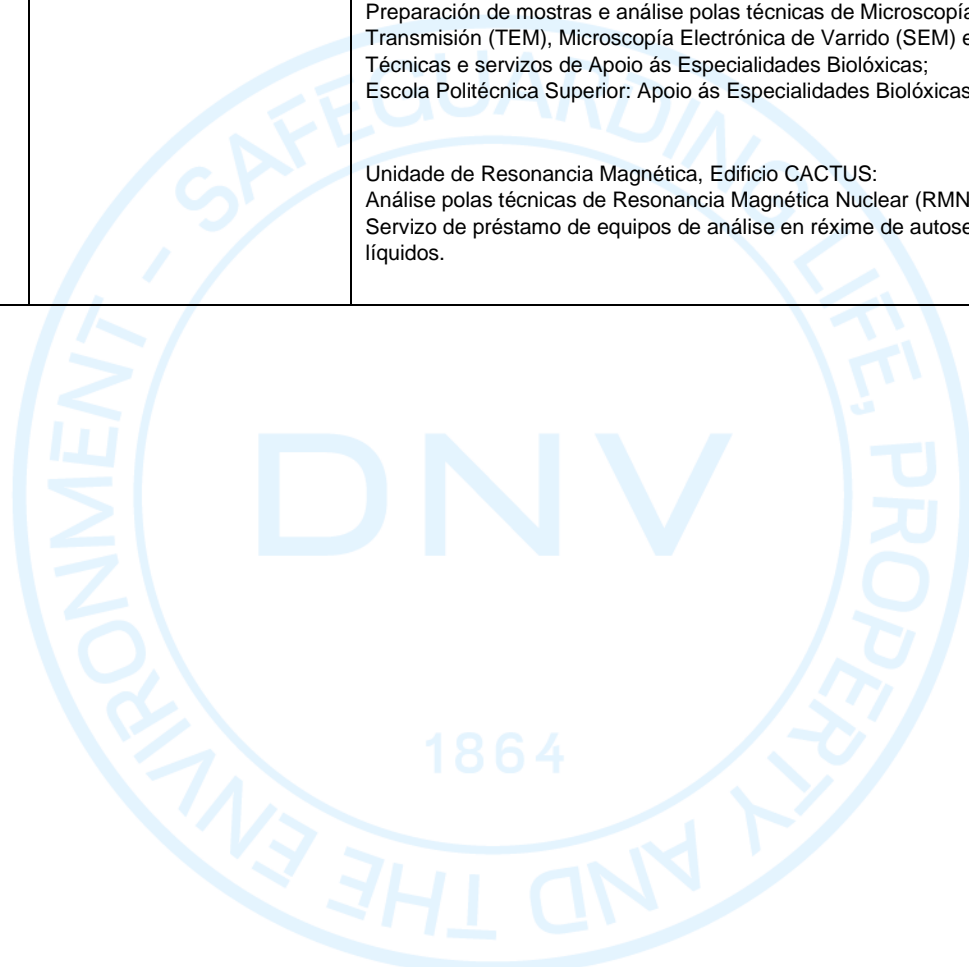 Preparación de mostras e análise polas técnicas de Microscopía
Transmisión (TEM), Microscopía Electrónica de Varrido (SEM) e
Técnicas e servizos de Apoio ás Especialidades Biolóxicas;
Escola Politécnica Superior: Apoio ás Especialidades Biolóxicas
Unidade de Resonancia Magnética, Edificio CACTUS:
Análise polas técnicas de Resonancia Magnética Nuclear (RMN
Servizo de préstamo de equipos de análise en réxime de autose
líquidos.
SAFEGUARDING LIFE, PROPERTY AND THE ENVIRONMENT -
DNV
1864